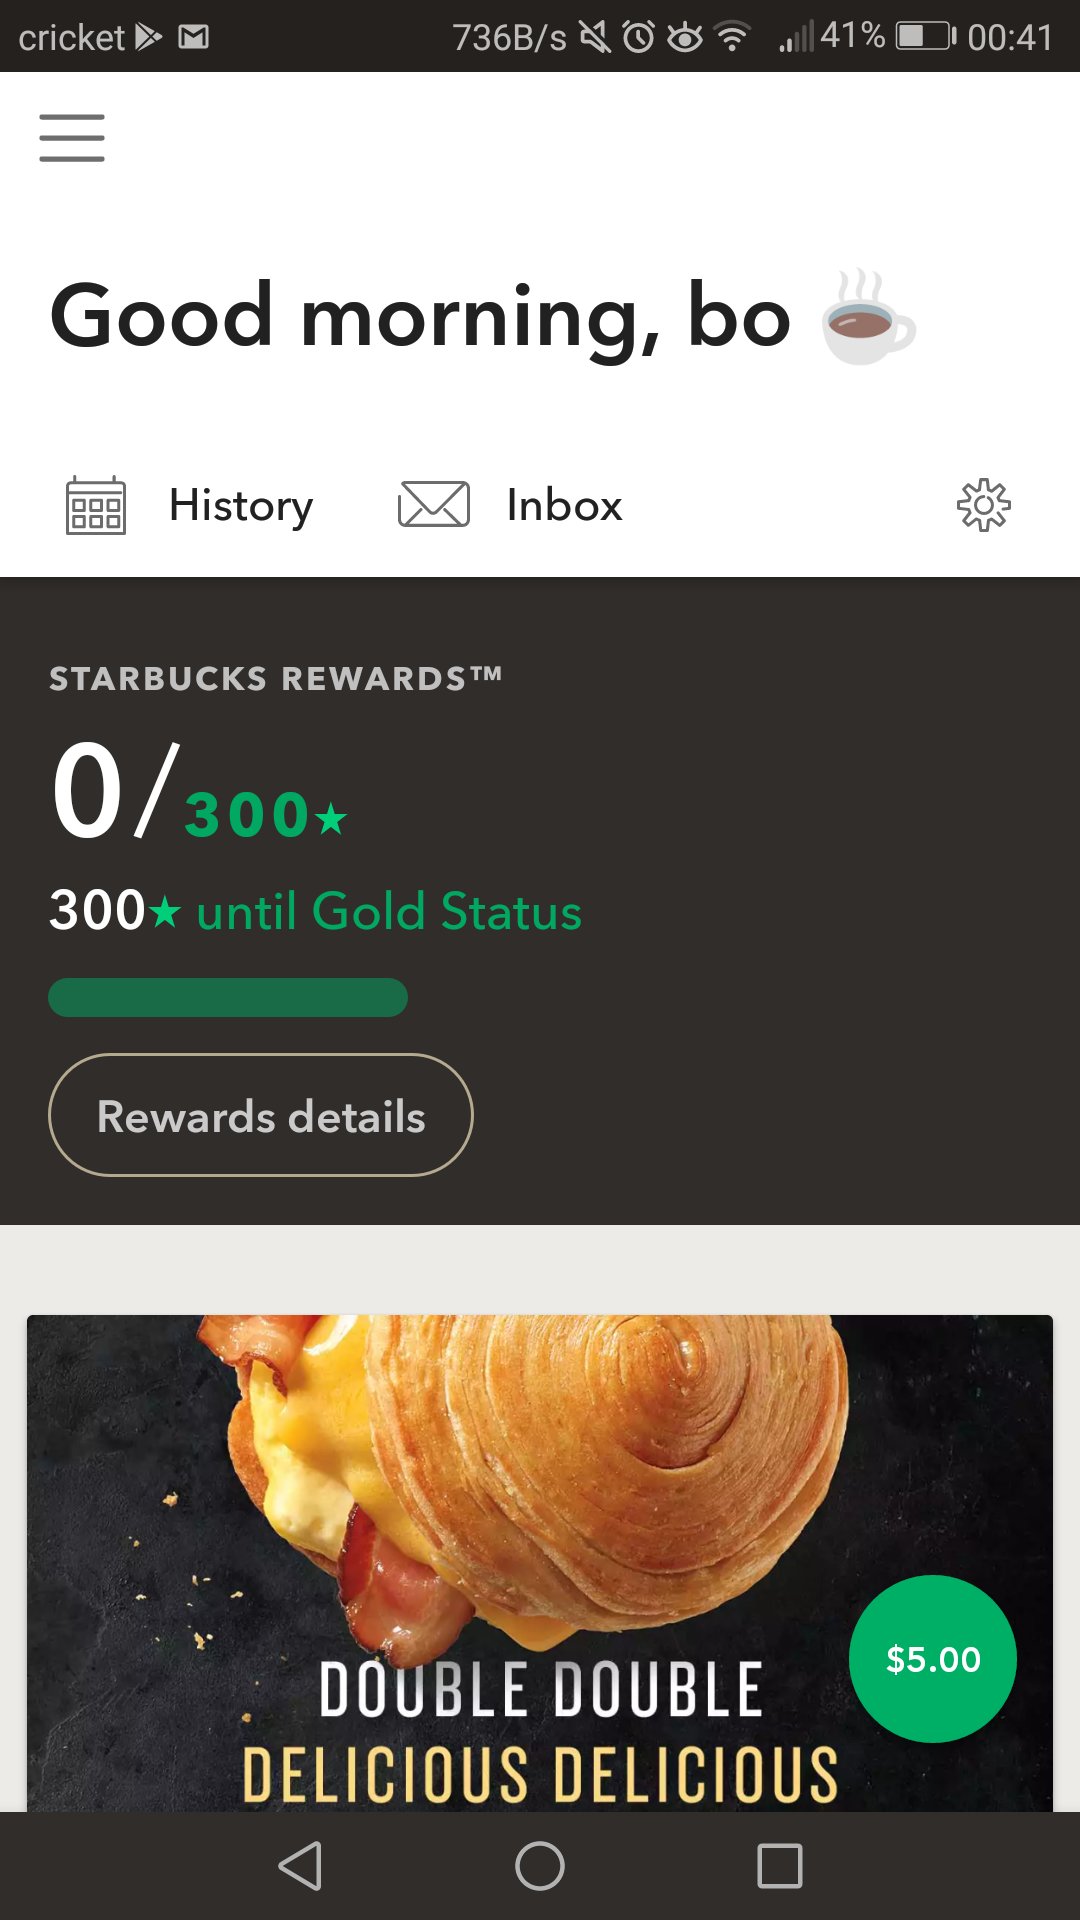 cricket 736B/s 41% 00:41
Good morning, bo
History Inbox
STARBUCKS REWARDS™
0/300★
300★ until Gold Status
Rewards details
$5.00
DOUBLE DOUBLE
DELICIOUS DELICIOUS